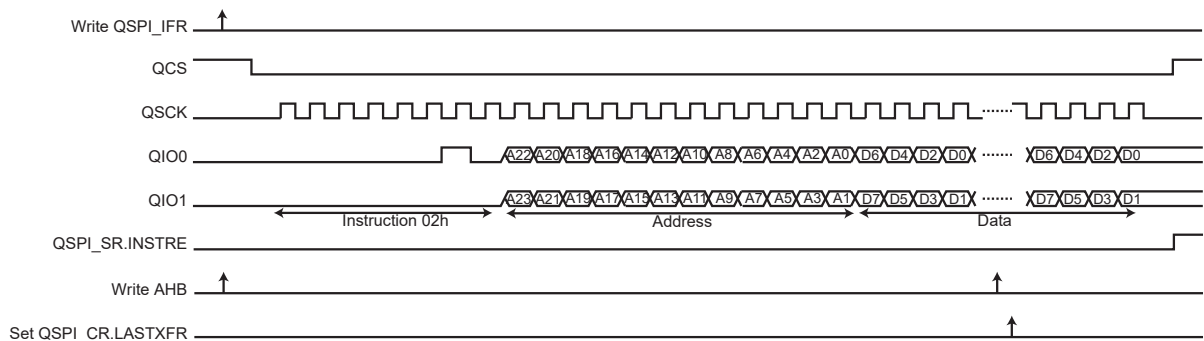 Write QSPI_IFR
QCS
QSCK
QIO0 A22 A20 A18 A16 A14 A12 A10 A8 A6 A4 A2 A0 D6 D4 D2 D0 D6 D4 D2 D0
QIO1 A23 A21 A19 A17 A15 A13 A11 A9 A7 A5 A3 A1 D7 D5 D3 D1 D7 D5 D3 D1
Instruction 02h Address Data
QSPI_SR.INSTRE
Write AHB
Set QSPI_CR.LASTXFR